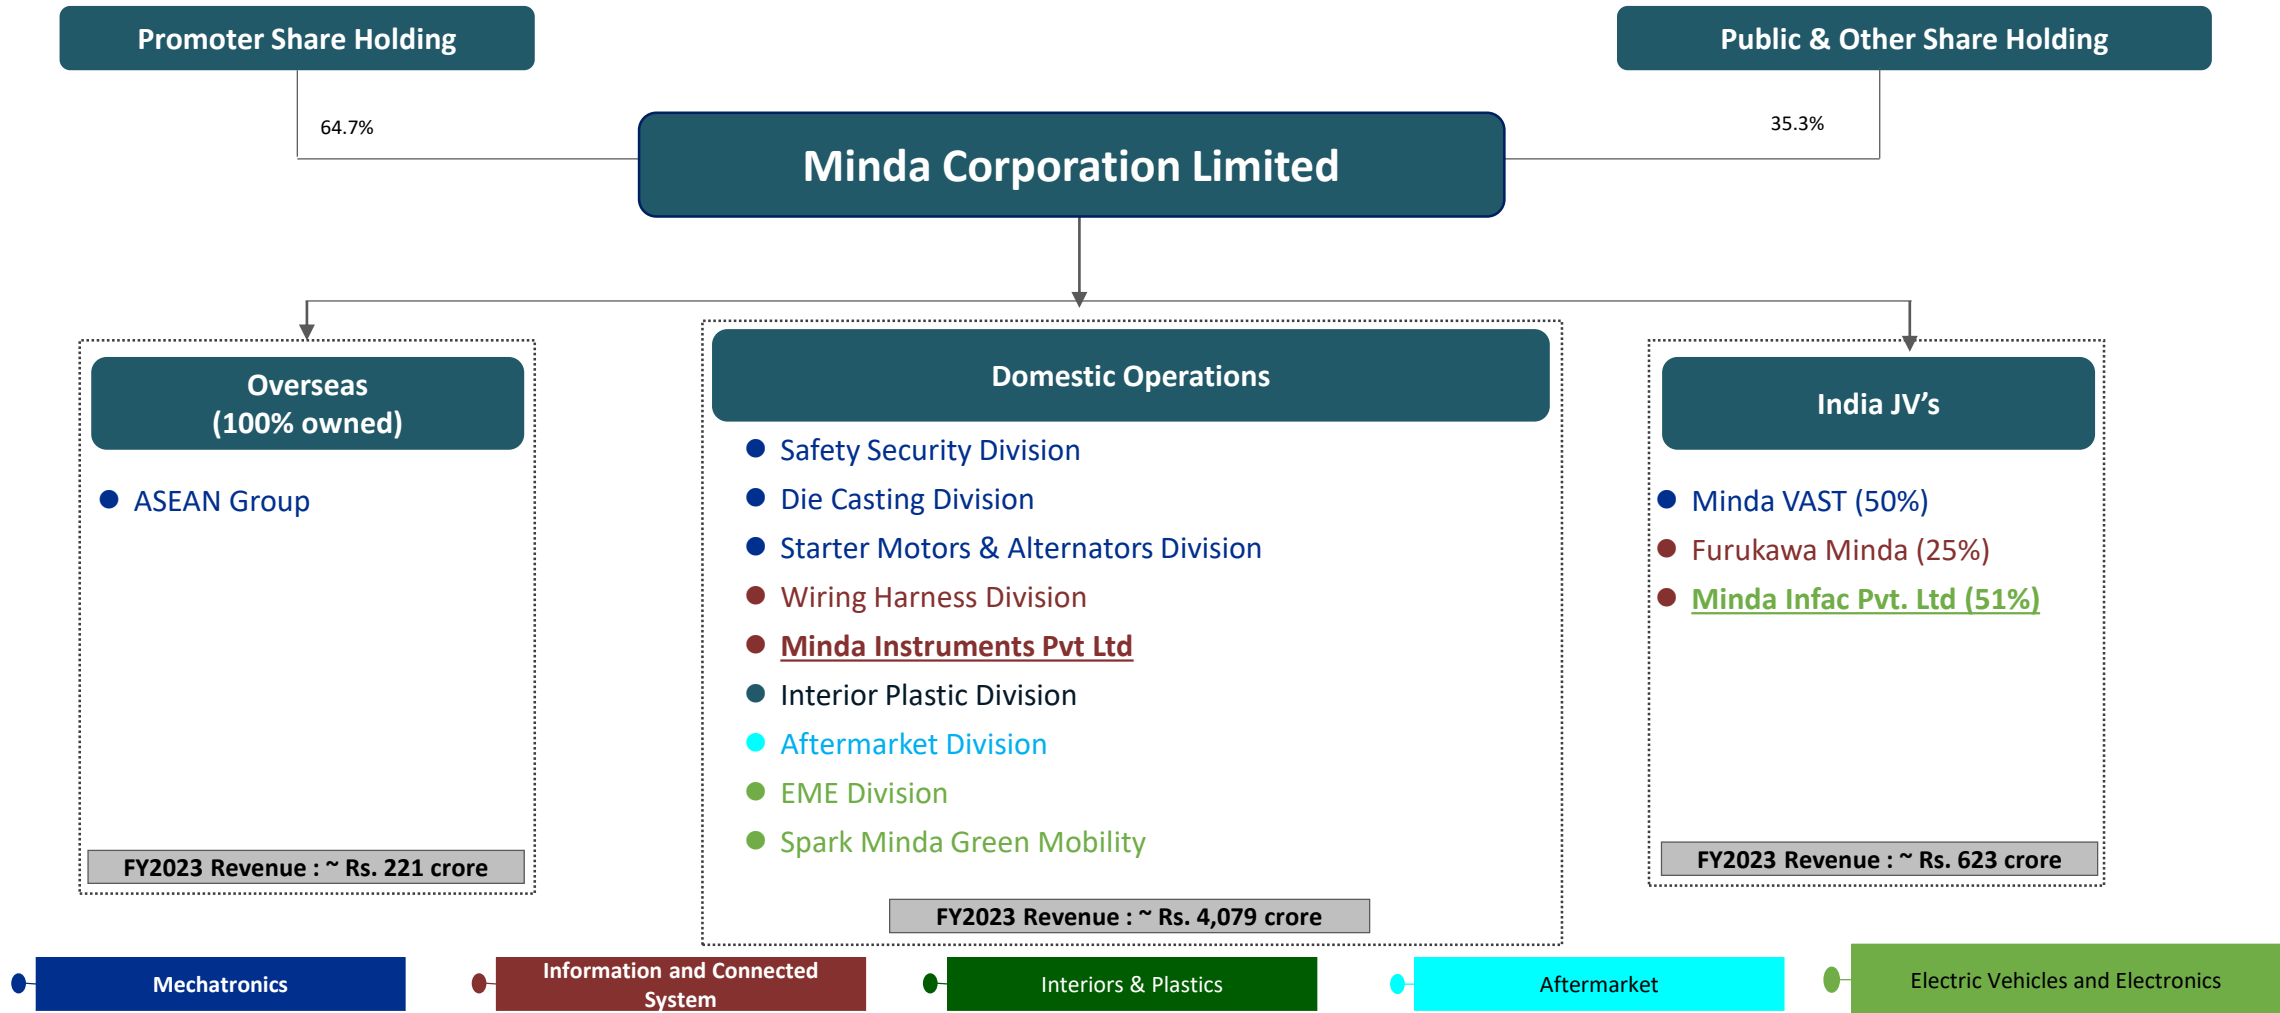 Promoter Share Holding
Public & Other Share Holding
64.7%
35.3%
Minda Corporation Limited
Overseas
(100% owned)
ASEAN Group
FY2023 Revenue : ~ Rs. 221 crore
Domestic Operations
Safety Security Division
Die Casting Division
Starter Motors & Alternators Division
Wiring Harness Division
Minda Instruments Pvt Ltd
Interior Plastic Division
Aftermarket Division
EME Division
Spark Minda Green Mobility
FY2023 Revenue : ~ Rs. 4,079 crore
India JV’s
Minda VAST (50%)
Furukawa Minda (25%)
Minda Infac Pvt. Ltd (51%)
FY2023 Revenue : ~ Rs. 623 crore
Mechatronics
Information and Connected
System
Interiors & Plastics
Aftermarket
Electric Vehicles and Electronics